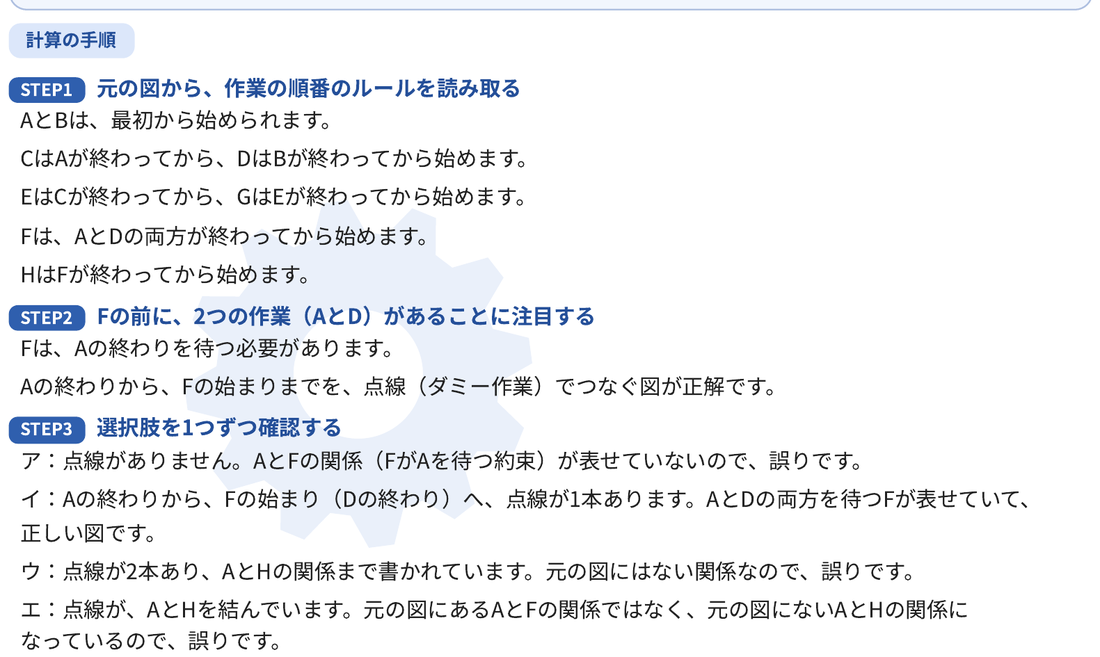 計算の手順
STEP1 元の図から、作業の順番のルールを読み取る
AとBは、最初から始められます。
CはAが終わってから、DはBが終わってから始めます。
EはCが終わってから、GはEが終わってから始めます。
Fは、AとDの両方が終わってから始めます。
HはFが終わってから始めます。
STEP2 Fの前に、2つの作業（AとD）があることに注目する
Fは、Aの終わりを待つ必要があります。
Aの終わりから、Fの始まりまでを、点線（ダミー作業）でつなぐ図が正解です。
STEP3 選択肢を1つずつ確認する
ア：点線がありません。AとFの関係（FがAを待つ約束）が表せていないので、誤りです。
イ：Aの終わりから、Fの始まり（Dの終わり）へ、点線が1本あります。AとDの両方を待つFが表せていて、
正しい図です。
ウ：点線が2本あり、AとHの関係まで書かれています。元の図にはない関係なので、誤りです。
エ：点線が、AとHを結んでいます。元の図にあるAとFの関係ではなく、元の図にないAとHの関係に
なっているので、誤りです。